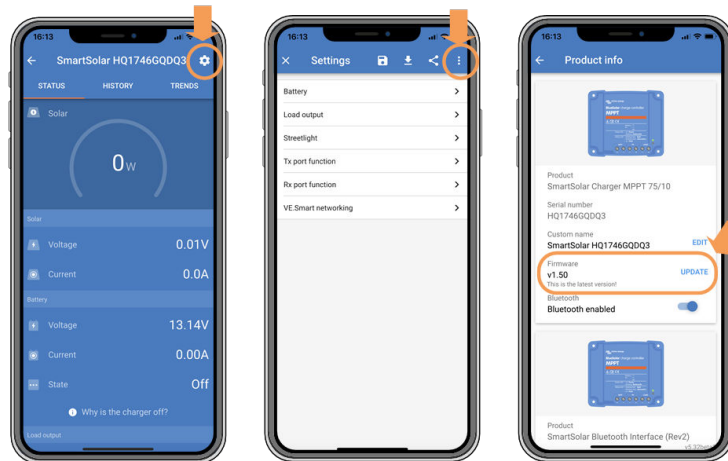 16:13
SmartSolar HQ1746GQDQ3
STATUS HISTORY TRENDS
Solar
0W
Solar
Voltage 0.01V
Current 0.0A
Battery
Voltage 13.14V
Current 0.00A
State Off
Why is the charger off?
Load output
16:13
Settings
Battery
Load output
Streetlight
Tx port function
Rx port function
VE.Smart networking
16:13
Product info
MPPT
Product
SmartSolar Charger MPPT 75/10
Serial number
HQ1746GQDQ3
Custom name
SmartSolar HQ1746GQDQ3 EDIT
Firmware
v1.50 UPDATE
This is the latest version!
Bluetooth
Bluetooth enabled
MPPT
Product
SmartSolar Bluetooth Interface (Rev2)